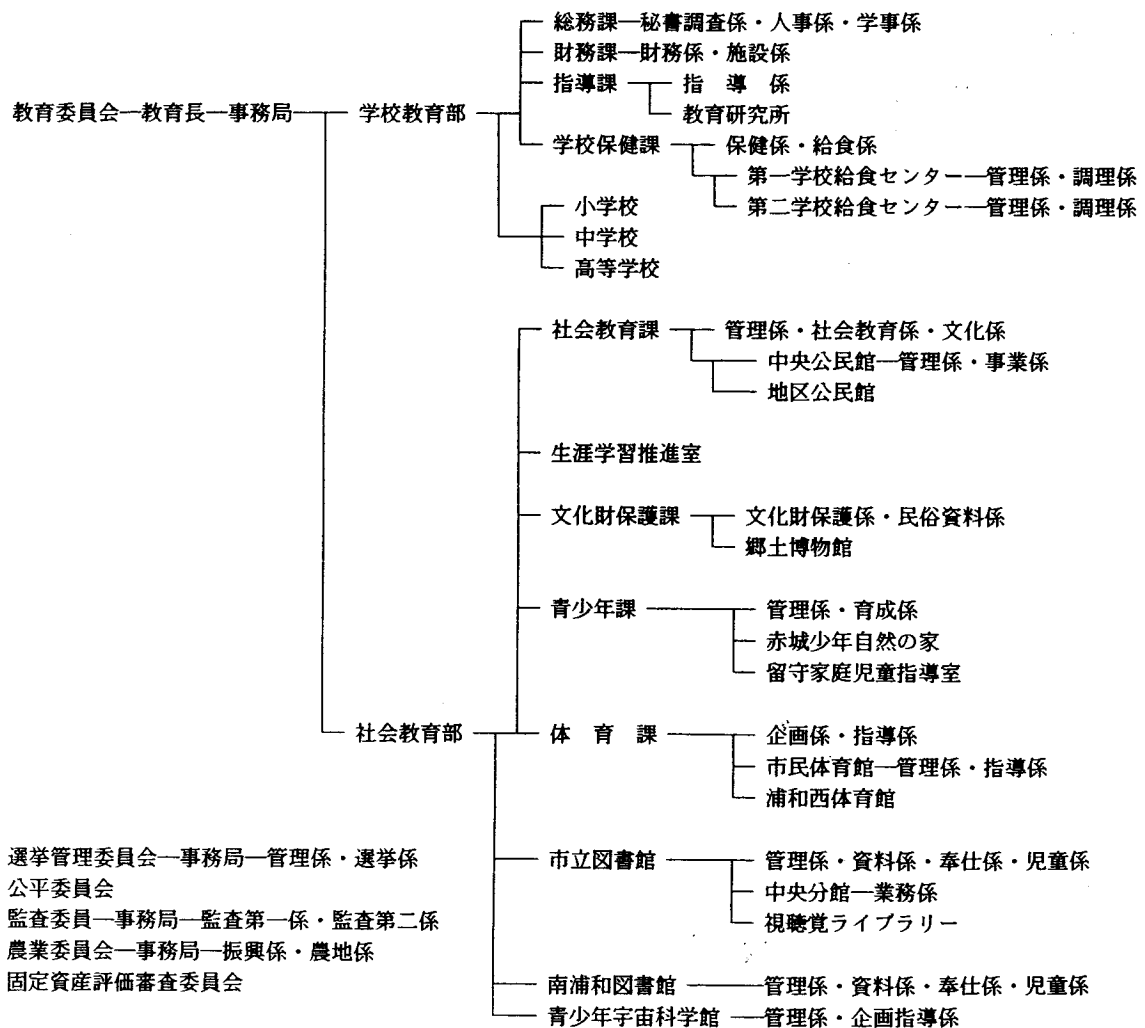 総務課―秘書調査係・人事係・学事係
財務課―財務係・施設係
指導課―指導係
教育委員会―教育長―事務局―学校教育部
教育研究所
学校保健課―保健係・給食係
第一学校給食センター―管理係・調理係
第二学校給食センター―管理係・調理係
小学校
中学校
高等学校
社会教育課―管理係・社会教育係・文化係
中央公民館―管理係・事業係
地区公民館
生涯学習推進室
文化財保護課―文化財保護係・民俗資料係
郷土博物館
青少年課―管理係・育成係
赤城少年自然の家
留守家庭児童指導室
社会教育部―体育課―企画係・指導係
市民体育館―管理係・指導係
浦和西体育館
市立図書館―管理係・資料係・奉仕係・児童係
中央分館―業務係
視聴覚ライブラリー
南浦和図書館―管理係・資料係・奉仕係・児童係
青少年宇宙科学館―管理係・企画指導係
選挙管理委員会―事務局―管理係・選挙係
公平委員会
監査委員―事務局―監査第一係・監査第二係
農業委員会―事務局―振興係・農地係
固定資産評価審査委員会